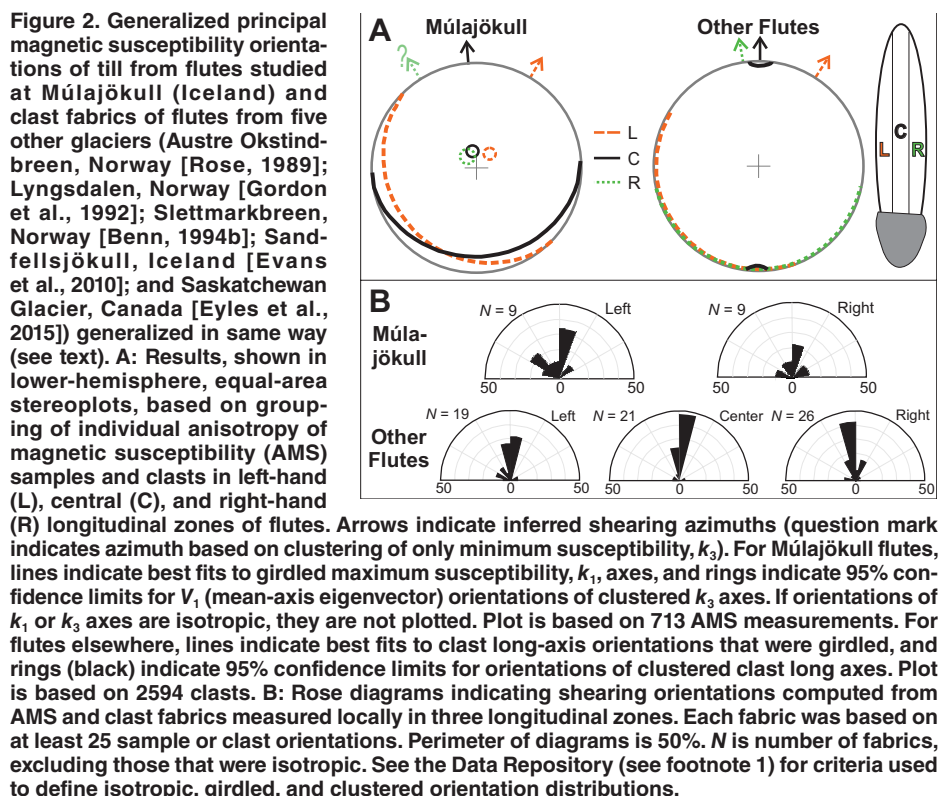 Figure 2. Generalized principal
magnetic susceptibility orienta-
tions of till from flutes studied
at Múlajökull (Iceland) and
clast fabrics of flutes from five
other glaciers (Austre Okstind-
breen, Norway [Rose, 1989];
Lyngsdalen, Norway [Gordon
et al., 1992]; Slettmarkbreen,
Norway [Benn, 1994b]; Sand-
fellsjökull, Iceland [Evans
et al., 2010]; and Saskatchewan
Glacier, Canada [Eyles et al.,
2015]) generalized in same way
(see text). A: Results, shown in
lower-hemisphere, equal-area
stereoplots, based on group-
ing of individual anisotropy of
magnetic susceptibility (AMS)
samples and clasts in left-hand
(L), central (C), and right-hand
(R) longitudinal zones of flutes. Arrows indicate inferred shearing azimuths (question mark
indicates azimuth based on clustering of only minimum susceptibility, k₃). For Múlajökull flutes,
lines indicate best fits to girdled maximum susceptibility, k₁, axes, and rings indicate 95% con-
fidence limits for V₁ (mean-axis eigenvector) orientations of clustered k₃ axes. If orientations of
k₁ or k₃ axes are isotropic, they are not plotted. Plot is based on 713 AMS measurements. For
flutes elsewhere, lines indicate best fits to clast long-axis orientations that were girdled, and
rings (black) indicate 95% confidence limits for orientations of clustered clast long axes. Plot
is based on 2594 clasts. B: Rose diagrams indicating shearing orientations computed from
AMS and clast fabrics measured locally in three longitudinal zones. Each fabric was based on
at least 25 sample or clast orientations. Perimeter of diagrams is 50%. N is number of fabrics,
excluding those that were isotropic. See the Data Repository (see footnote 1) for criteria used
to define isotropic, girdled, and clustered orientation distributions.
A
Múlajökull
?
Other Flutes
L
C
R
L
C
R
B
Múla-
jökull
N = 9
Left
50 0 50
N = 9
Right
50 0 50
Other
Flutes
N = 19
Left
50 0 50
N = 21
Center
50 0 50
N = 26
Right
50 0 50